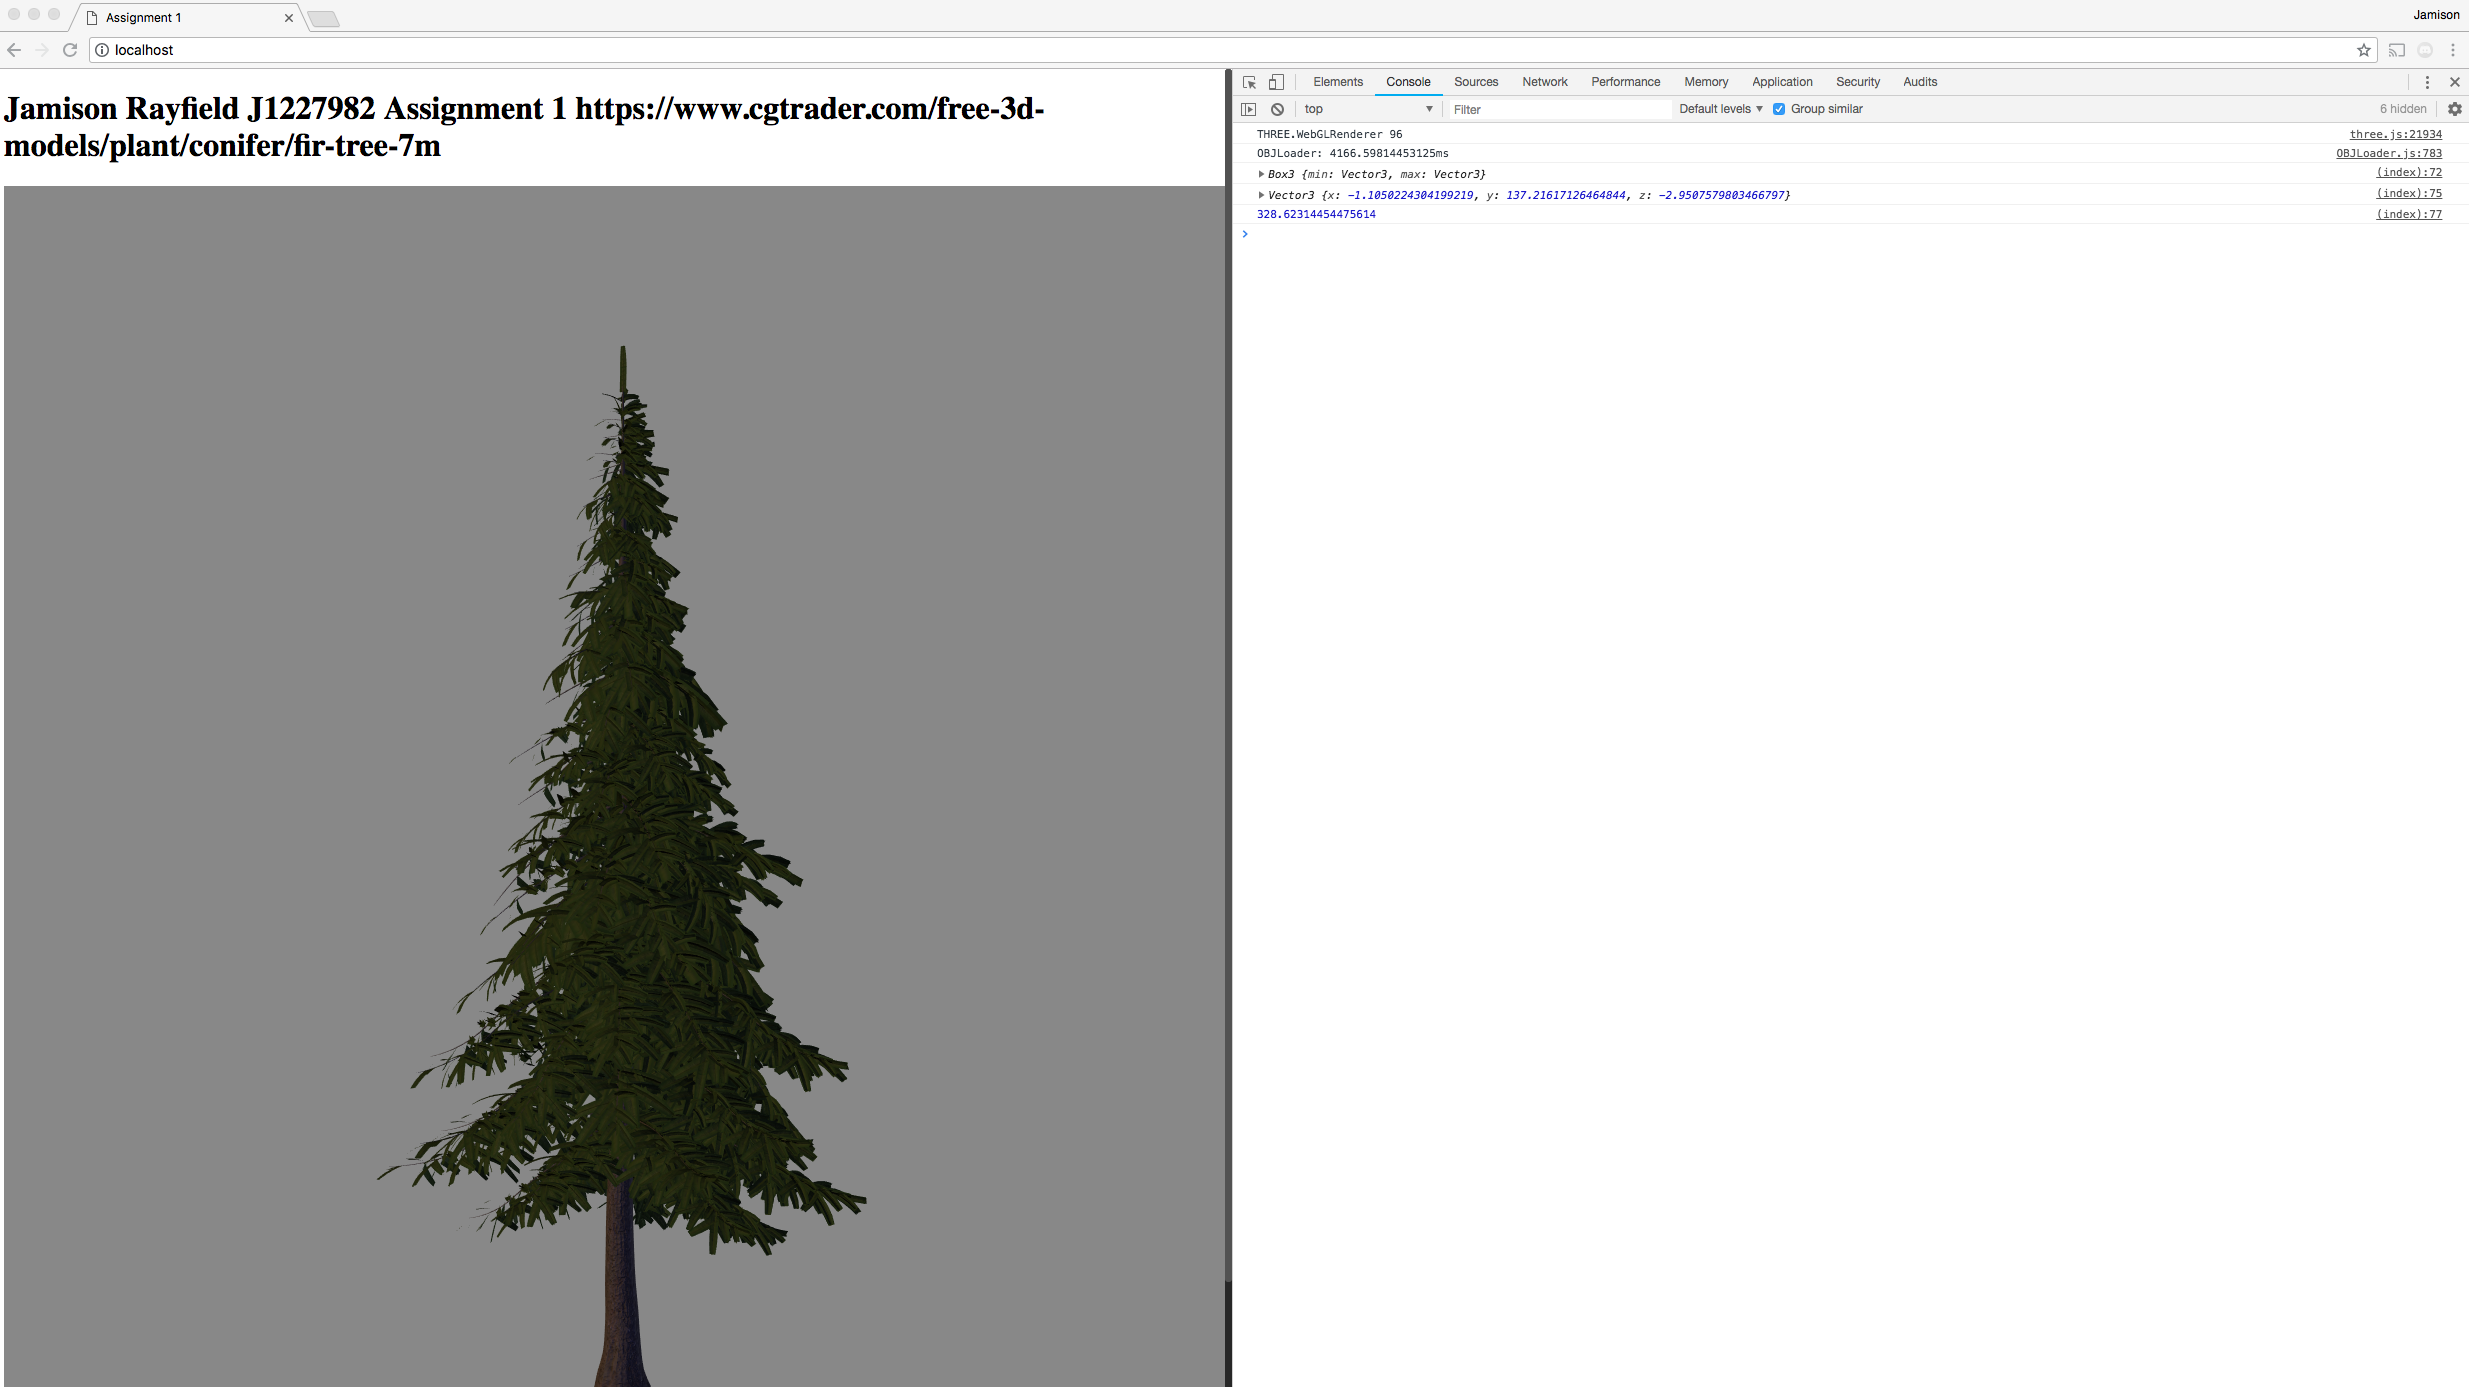 Assignment 1
Jamison
localhost
Jamison Rayfield J1227982 Assignment 1 https://www.cgtrader.com/free-3d-
models/plant/conifer/fir-tree-7m
Elements Console Sources Network Performance Memory Application Security Audits
top Filter Default levels Group similar 6 hidden
THREE.WebGLRenderer 96 three.js:21934
OBJLoader: 4166.59814453125ms OBJLoader.js:783
Box3 {min: Vector3, max: Vector3} (index):72
Vector3 {x: -1.1050224304199219, y: 137.21617126464844, z: -2.9507579803466797} (index):75
328.62314454475614 (index):77